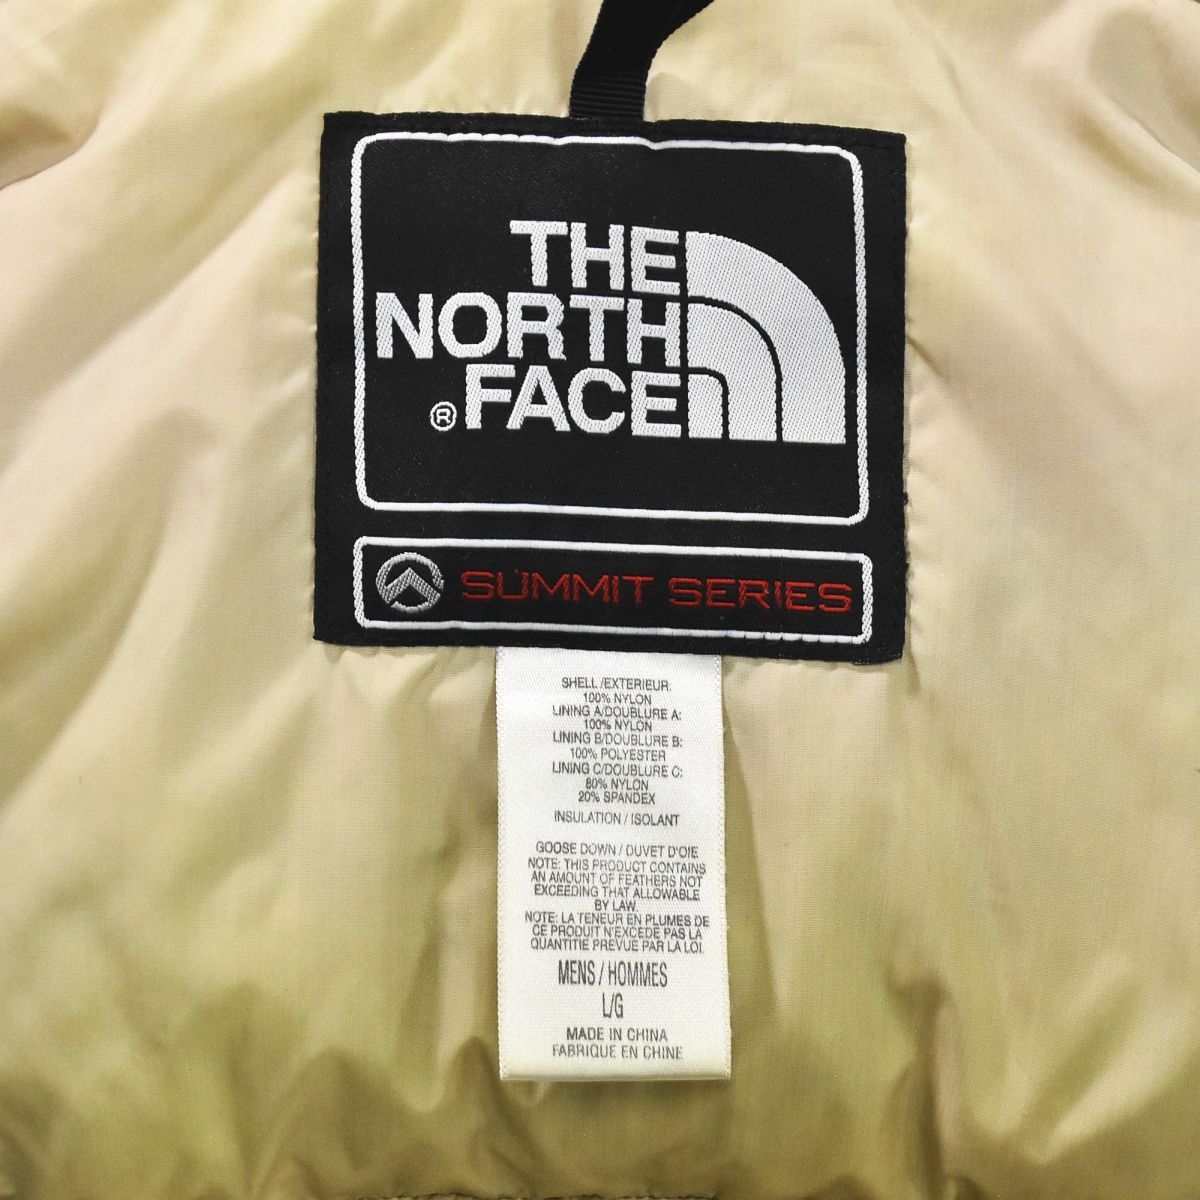 THE
NORTH
® FACE
SUMMIT SERIES
SHELL /EXTERIEUR:
100% NYLON
LINING A/DOUBLURE A:
100% NYLON
LINING B/DOUBLURE B:
100% POLYESTER
LINING C/DOUBLURE C:
80% NYLON
20% SPANDEX
INSULATION / ISOLANT
GOOSE DOWN / DUVET D'OIE
NOTE: THIS PRODUCT CONTAINS
AN AMOUNT OF FEATHERS NOT
EXCEEDING THAT ALLOWABLE
BY LAW.
NOTE: LA TENEUR EN PLUMES DE
CE PRODUIT N'EXCEDE PAS LA
QUANTITIE PREVUE PAR LA LOI.
MENS / HOMMES
L/G
MADE IN CHINA
FABRIQUE EN CHINE